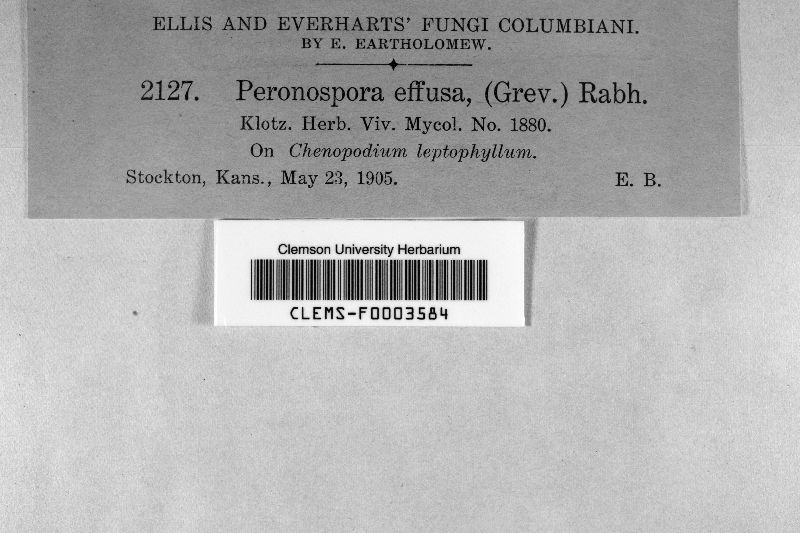 ELLIS AND EVERHARTS' FUNGI COLUMBIANI.
BY E. EARTHOLOMEW.
2127. Peronospora effusa, (Grev.) Rabh.
Klotz. Herb. Viv. Mycol. No. 1880.
On Chenopodium leptophyllum.
Stockton, Kans., May 23, 1905. E. B.
Clemson University Herbarium
CLEMS-F0003584